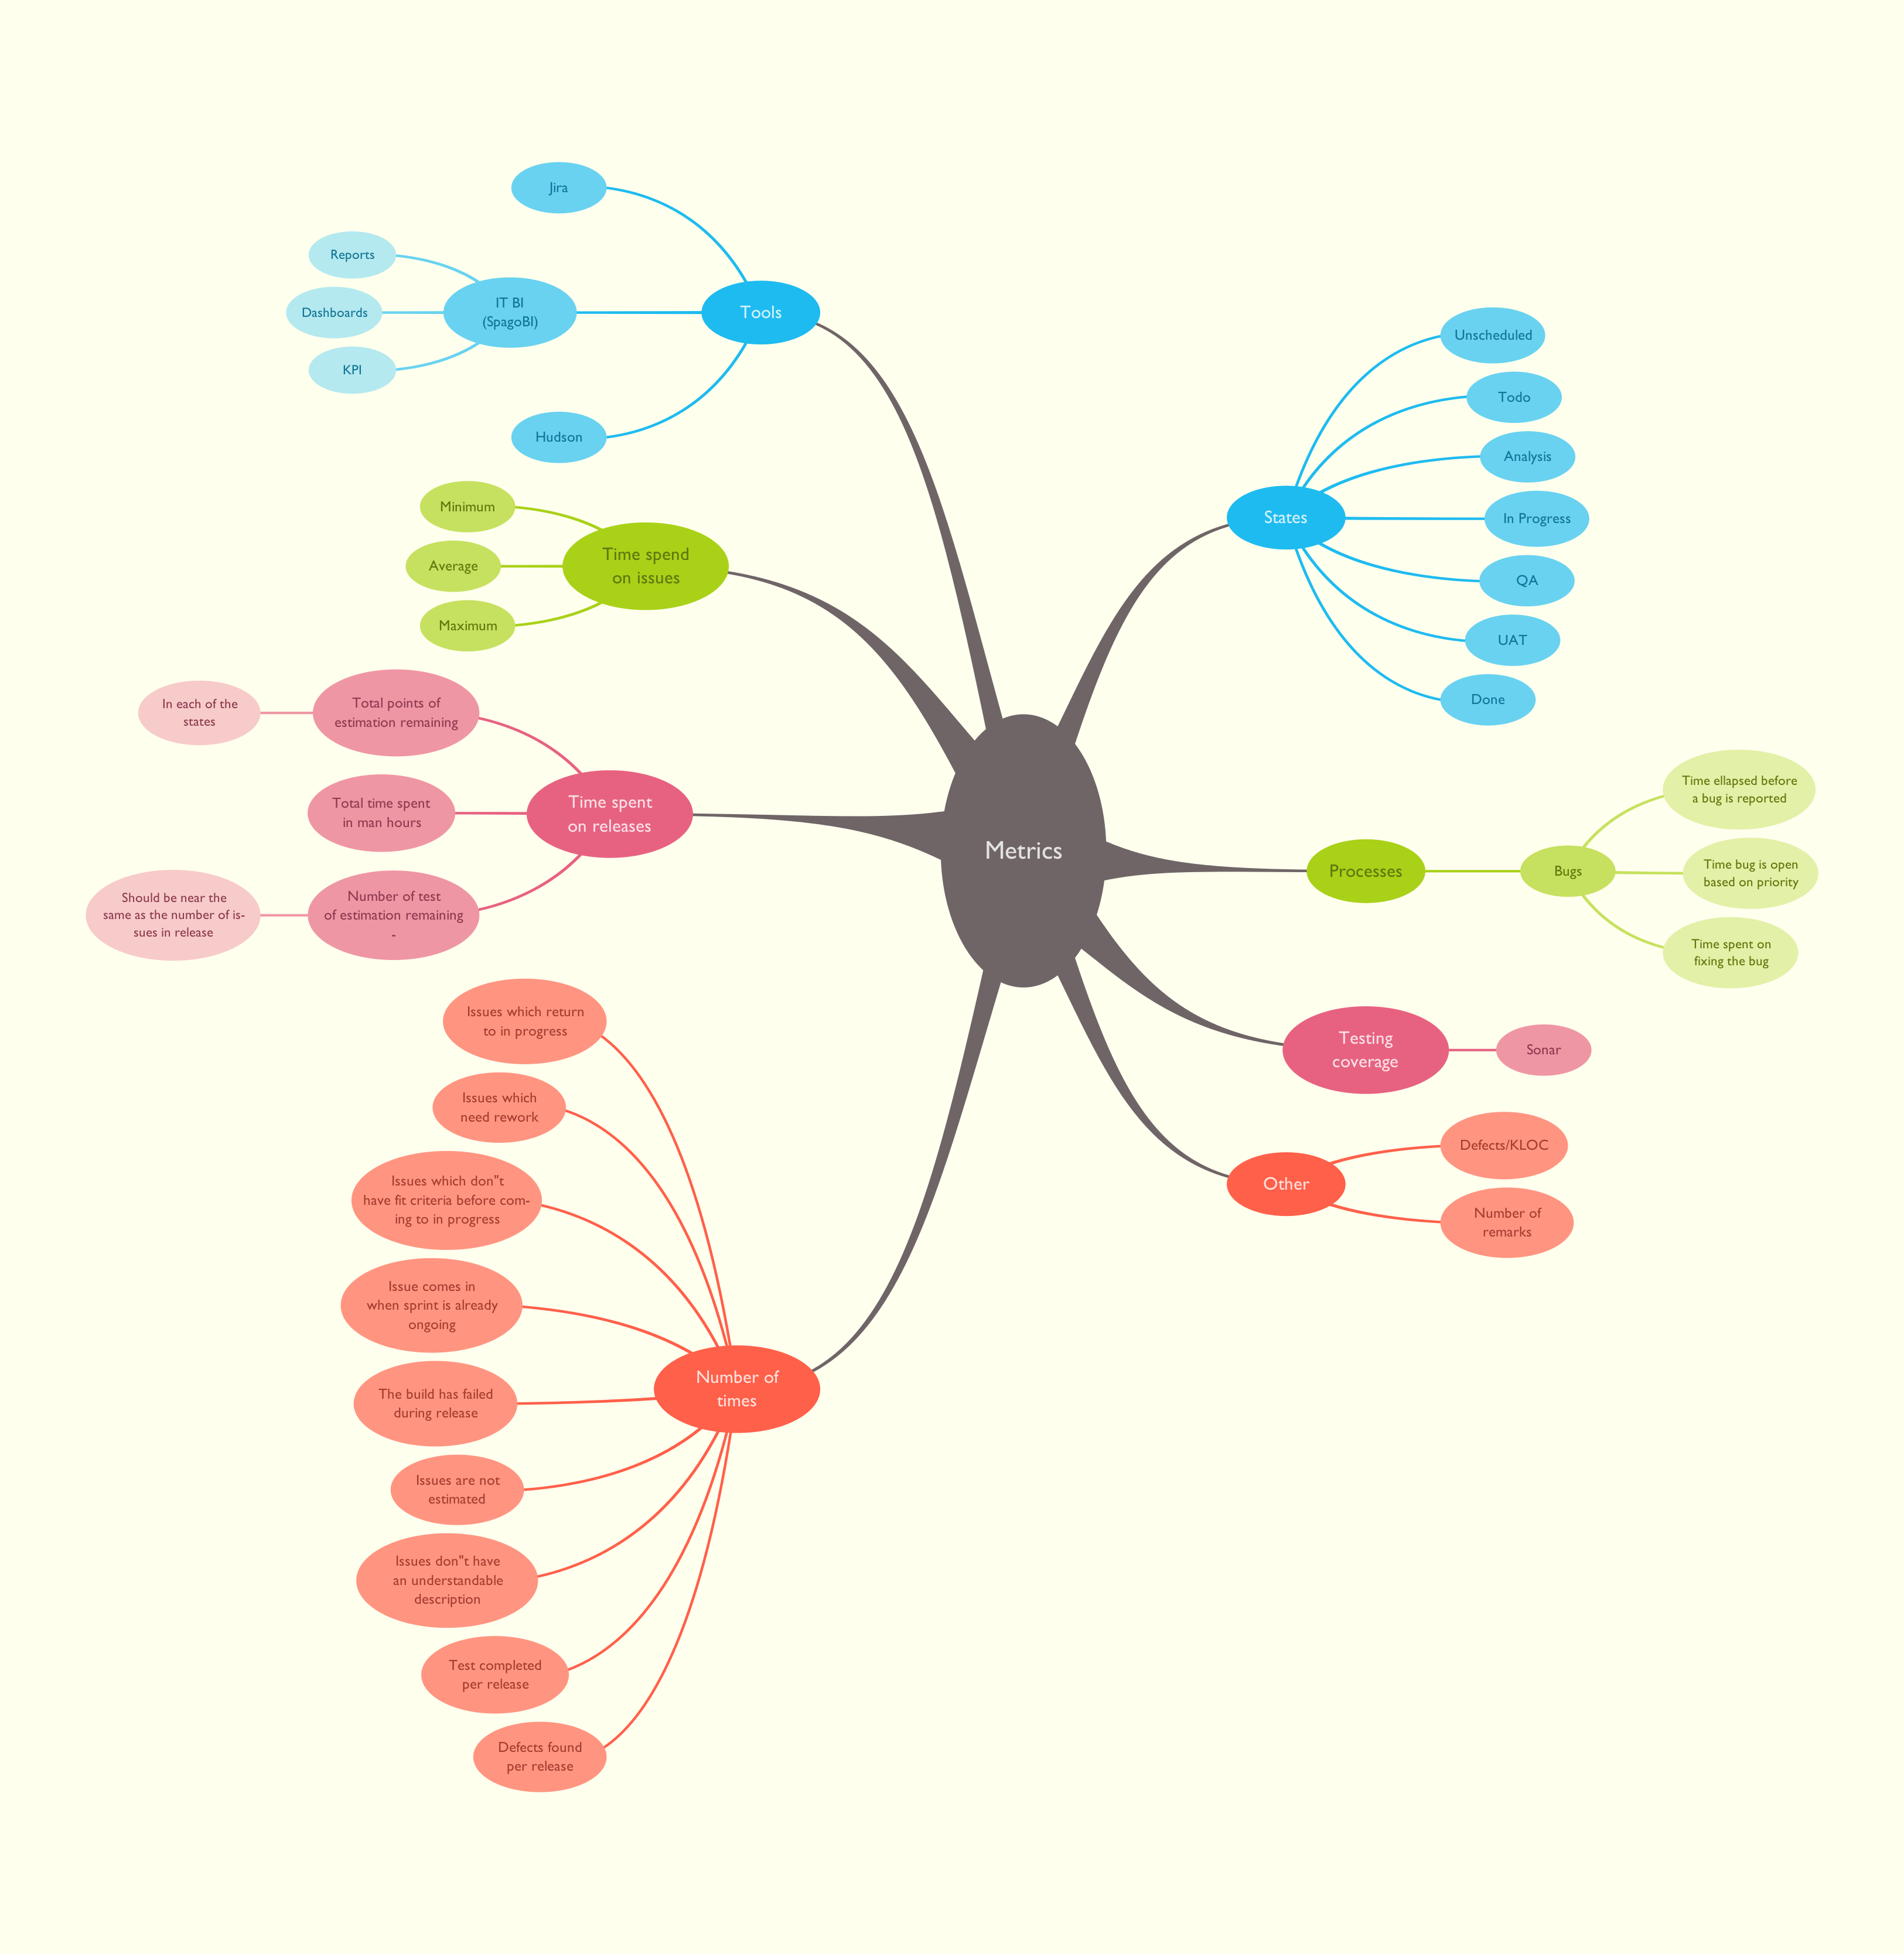 Metrics
Tools
Jira
IT BI
(SpagoBI)
Reports
Dashboards
KPI
Hudson
Time spend
on issues
Minimum
Average
Maximum
Time spent
on releases
Total points of
estimation remaining
In each of the
states
Total time spent
in man hours
Number of test
of estimation remaining
-
Should be near the
same as the number of is-
sues in release
Number of
times
Issues which return
to in progress
Issues which
need rework
Issues which don"t
have fit criteria before com-
ing to in progress
Issue comes in
when sprint is already
ongoing
The build has failed
during release
Issues are not
estimated
Issues don"t have
an understandable
description
Test completed
per release
Defects found
per release
States
Unscheduled
Todo
Analysis
In Progress
QA
UAT
Done
Processes
Bugs
Time ellapsed before
a bug is reported
Time bug is open
based on priority
Time spent on
fixing the bug
Testing
coverage
Sonar
Other
Defects/KLOC
Number of
remarks